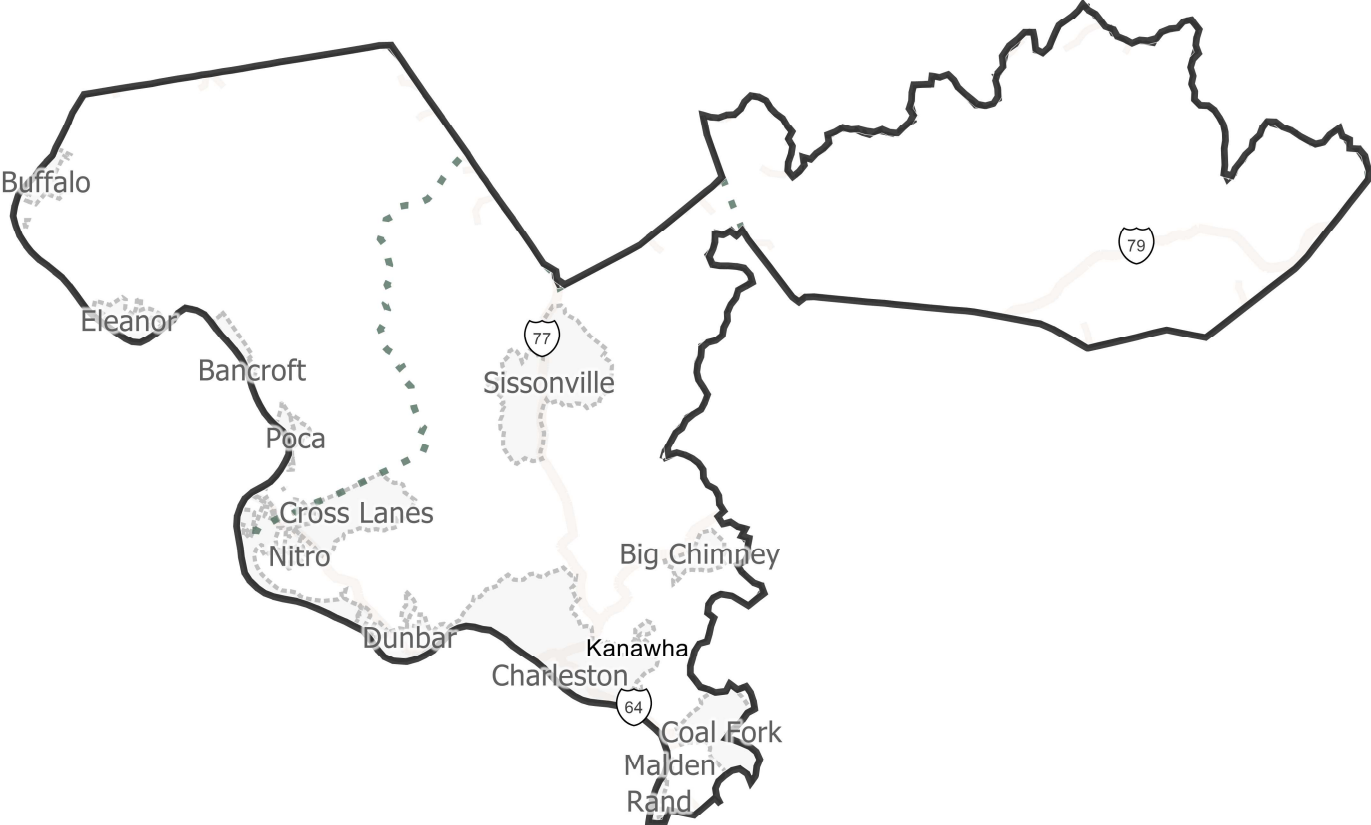 Buffalo
79
Eleanor
77
Bancroft
Sissonville
Poca
Cross Lanes
Nitro
Big Chimney
Dunbar
Kanawha
Charleston
64
Coal Fork
Malden
Rand